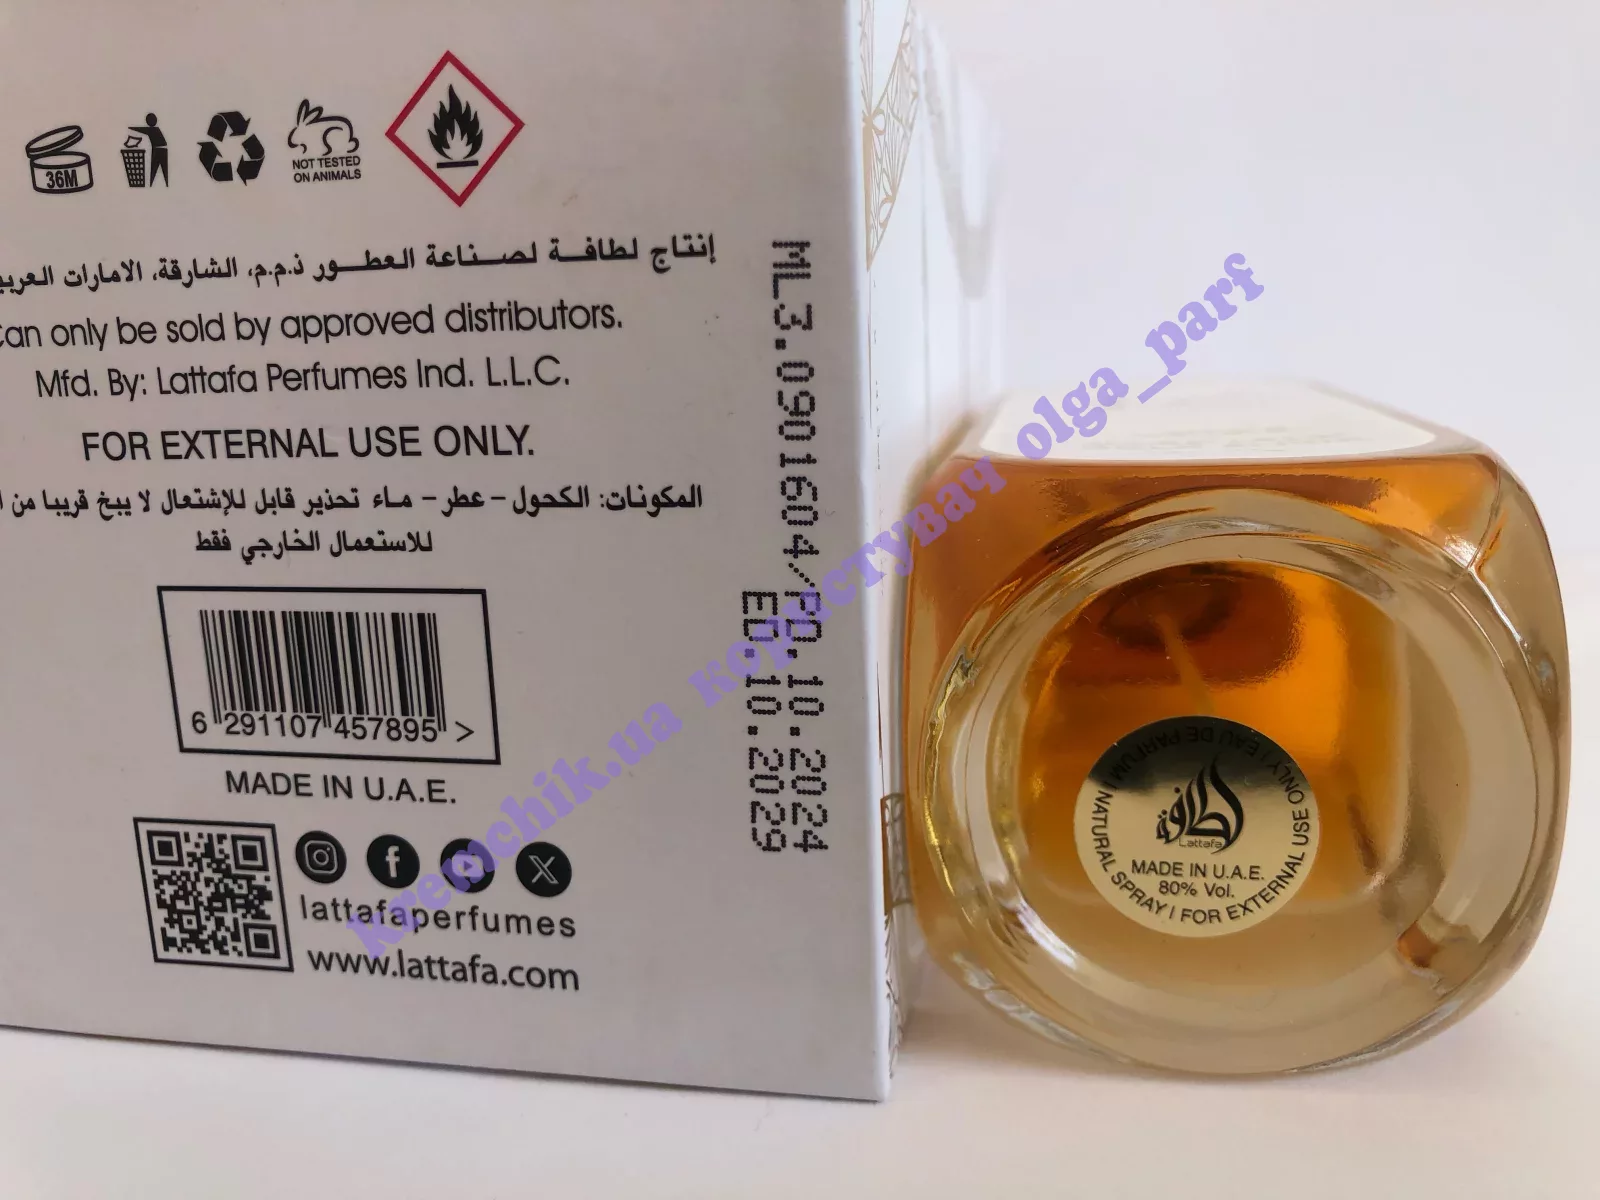 36M
NOT TESTED
ON ANIMALS
إنتاج لطافة لصناعة العطور ذ.م.م، الشارقة، الامارات
can only be sold by approved distributors.
Mfd. By: Lattafa Perfumes Ind. L.L.C.
FOR EXTERNAL USE ONLY.
المكونات: الكحول - عطر - ماء تحذير قابل للإشتعال لا يبخ قريبا من
للاستعمال الخارجي فقط
6 291107 457895 >
MADE IN U.A.E.
lattafaperfumes
www.lattafa.com
ML3.0901604/PD.10.2024
ED.10.2029
kremchik.ua користувач olga_parf
لطافة
Lattafa
MADE IN U.A.E.
80% Vol.
EAU DE PARFUM | NATURAL SPRAY | FOR EXTERNAL USE ONLY |